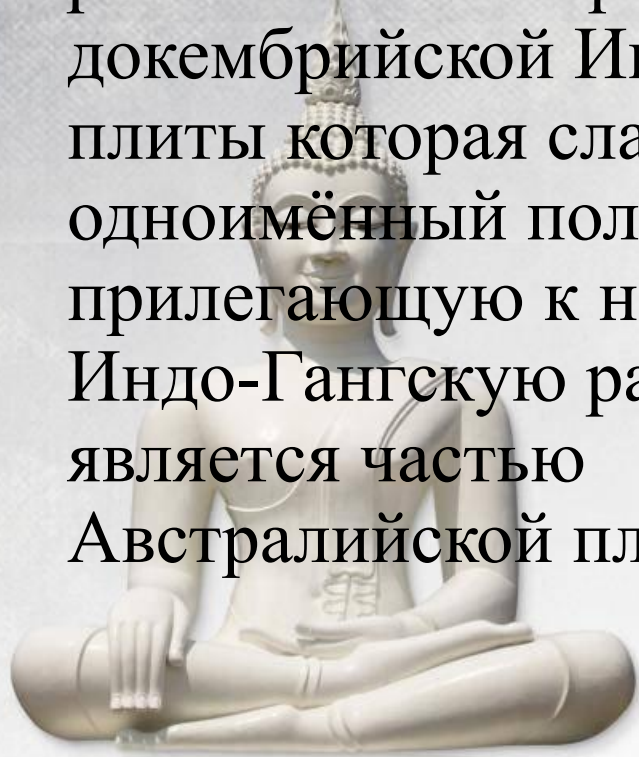 докембрийской
плиты которая
одноимённый
прилегающую к
Индо-Гангскую
является частью
Австралийской